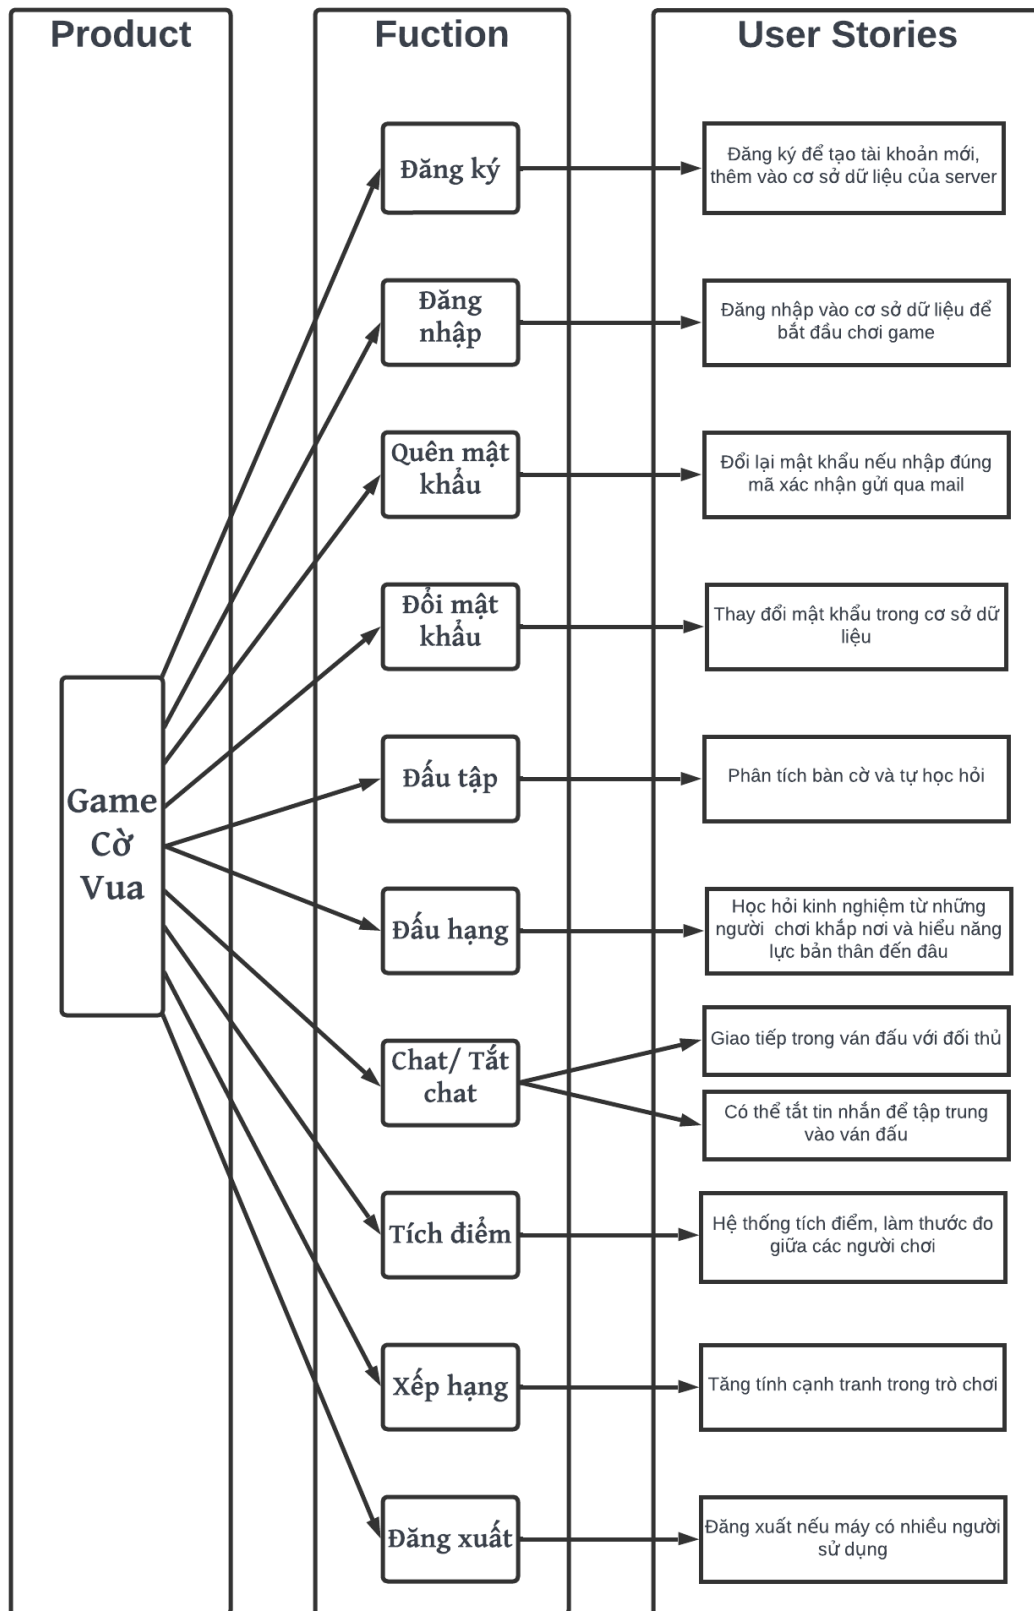 Product
Fuction
User Stories
Đăng ký
Đăng ký để tạo tài khoản mới,
thêm vào cơ sở dữ liệu của server
Đăng
nhập
Đăng nhập vào cơ sở dữ liệu để
bắt đầu chơi game
Quên mật
khẩu
Đổi lại mật khẩu nếu nhập đúng
mã xác nhận gửi qua mail
Đổi mật
khẩu
Thay đổi mật khẩu trong cơ sở dữ
liệu
Game
Cờ
Vua
Đấu tập
Phân tích bàn cờ và tự học hỏi
Đấu hạng
Học hỏi kinh nghiệm từ những
người  chơi khắp nơi và hiểu năng
lực bản thân đến đâu
Chat/ Tắt
chat
Giao tiếp trong ván đấu với đối thủ
Có thể tắt tin nhắn để tập trung
vào ván đấu
Tích điểm
Hệ thống tích điểm, làm thước đo
giữa các người chơi
Xếp hạng
Tăng tính cạnh tranh trong trò chơi
Đăng xuất
Đăng xuất nếu máy có nhiều người
sử dụng